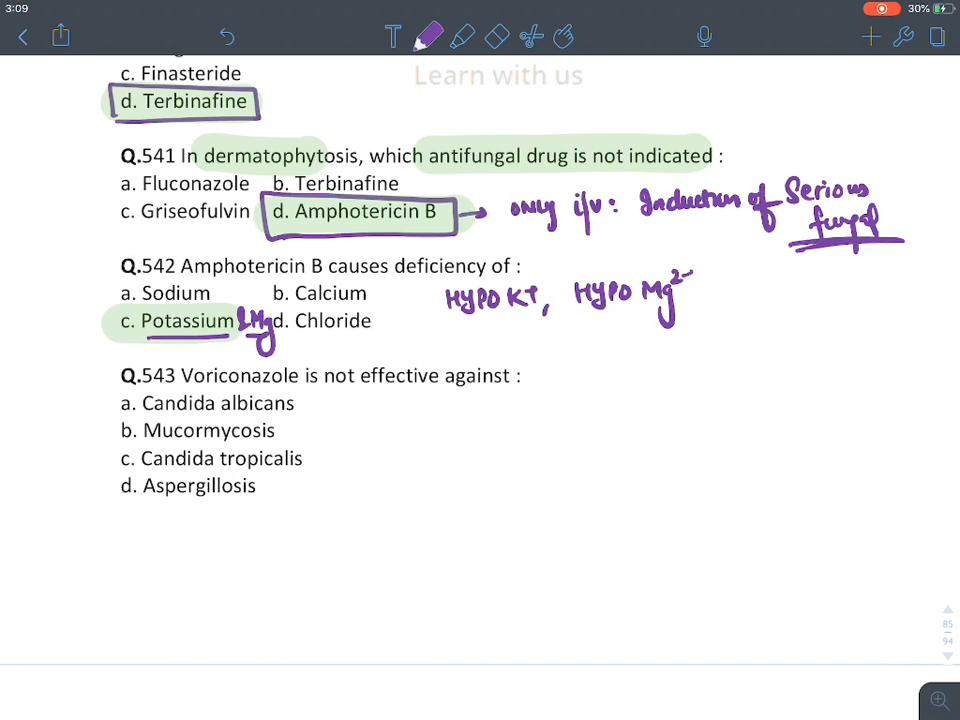 3:09
30%
T
Learn with us
c. Finasteride
d. Terbinafine
Q.541 In dermatophytosis, which antifungal drug is not indicated :
a. Fluconazole b. Terbinafine
c. Griseofulvin d. Amphotericin B → only i/v : Induction of Serious
fungal
Q.542 Amphotericin B causes deficiency of :
a. Sodium b. Calcium HYPO K+, HYPO Mg2-
c. Potassium & Mg d. Chloride
Q.543 Voriconazole is not effective against :
a. Candida albicans
b. Mucormycosis
c. Candida tropicalis
d. Aspergillosis
85
94